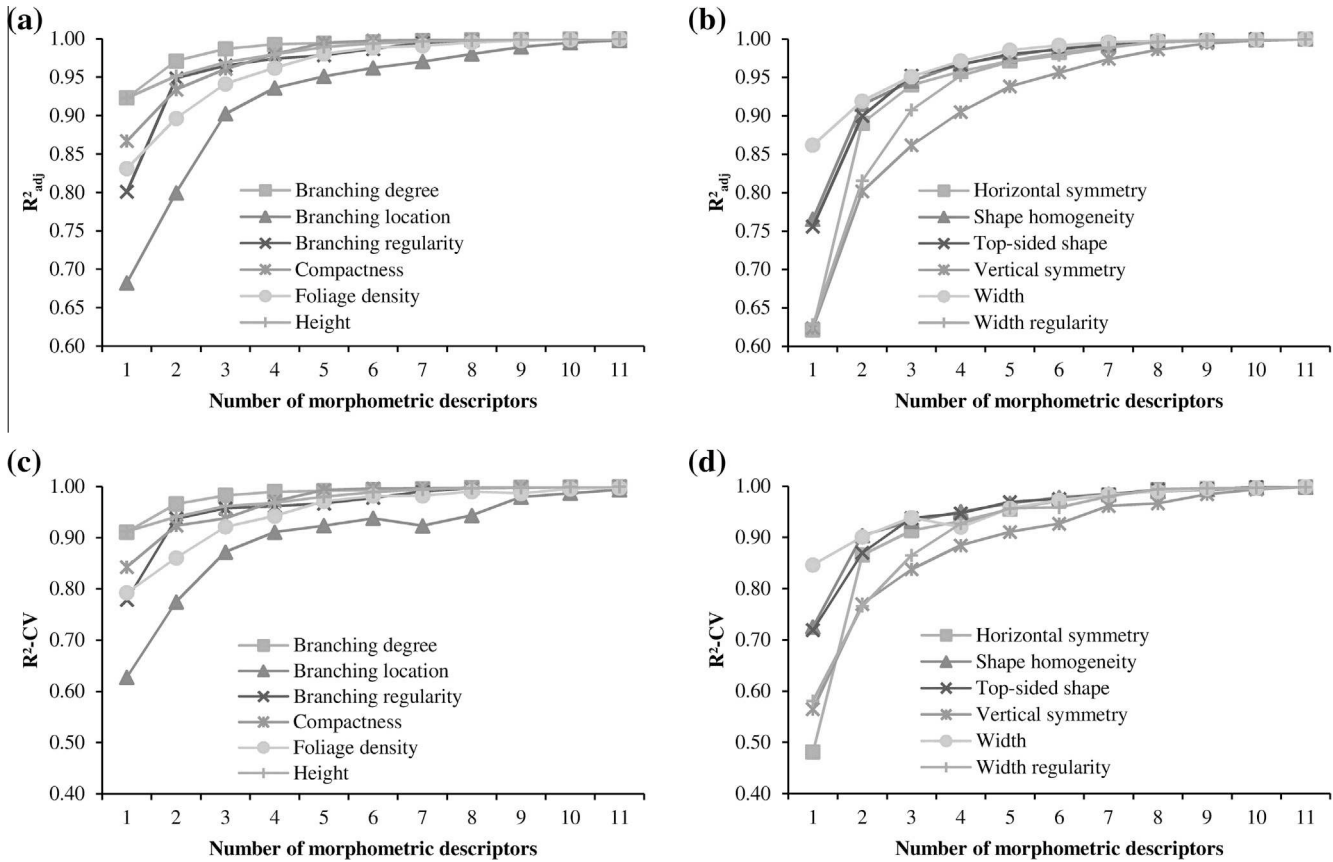 (a)
1.00
0.95
0.90
0.85
0.80
0.75
0.70
0.65
0.60
R²adj
Branching degree
Branching location
Branching regularity
Compactness
Foliage density
Height
1 2 3 4 5 6 7 8 9 10 11
Number of morphometric descriptors
(b)
1.00
0.95
0.90
0.85
0.80
0.75
0.70
0.65
0.60
R²adj
Horizontal symmetry
Shape homogeneity
Top-sided shape
Vertical symmetry
Width
Width regularity
1 2 3 4 5 6 7 8 9 10 11
Number of morphometric descriptors
(c)
1.00
0.90
0.80
0.70
0.60
0.50
0.40
R²-CV
Branching degree
Branching location
Branching regularity
Compactness
Foliage density
Height
1 2 3 4 5 6 7 8 9 10 11
Number of morphometric descriptors
(d)
1.00
0.90
0.80
0.70
0.60
0.50
0.40
R²-CV
Horizontal symmetry
Shape homogeneity
Top-sided shape
Vertical symmetry
Width
Width regularity
1 2 3 4 5 6 7 8 9 10 11
Number of morphometric descriptors